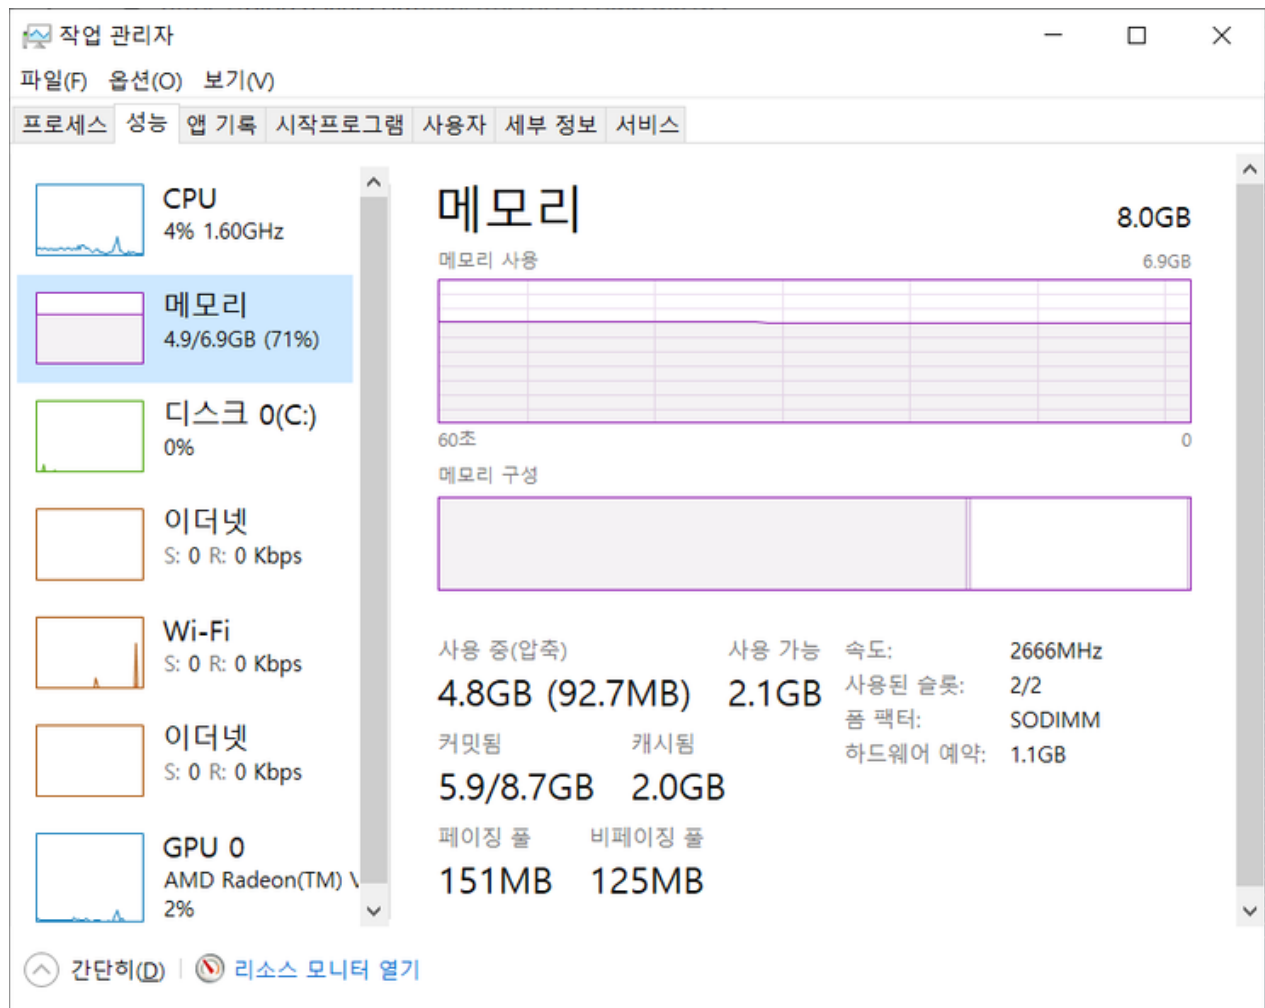 작업 관리자
파일(F) 옵션(O) 보기(V)
프로세스 성능 앱 기록 시작프로그램 사용자 세부 정보 서비스
CPU
4% 1.60GHz
메모리
4.9/6.9GB (71%)
디스크 0(C:)
0%
이더넷
S: 0 R: 0 Kbps
Wi-Fi
S: 0 R: 0 Kbps
이더넷
S: 0 R: 0 Kbps
GPU 0
AMD Radeon(TM)
2%
메모리 8.0GB
메모리 사용 6.9GB
60초 0
메모리 구성
사용 중(압축) 사용 가능
4.8GB (92.7MB) 2.1GB
커밋됨 캐시됨
5.9/8.7GB 2.0GB
페이징 풀 비페이징 풀
151MB 125MB
속도: 2666MHz
사용된 슬롯: 2/2
폼 팩터: SODIMM
하드웨어 예약: 1.1GB
간단히(D) 리소스 모니터 열기